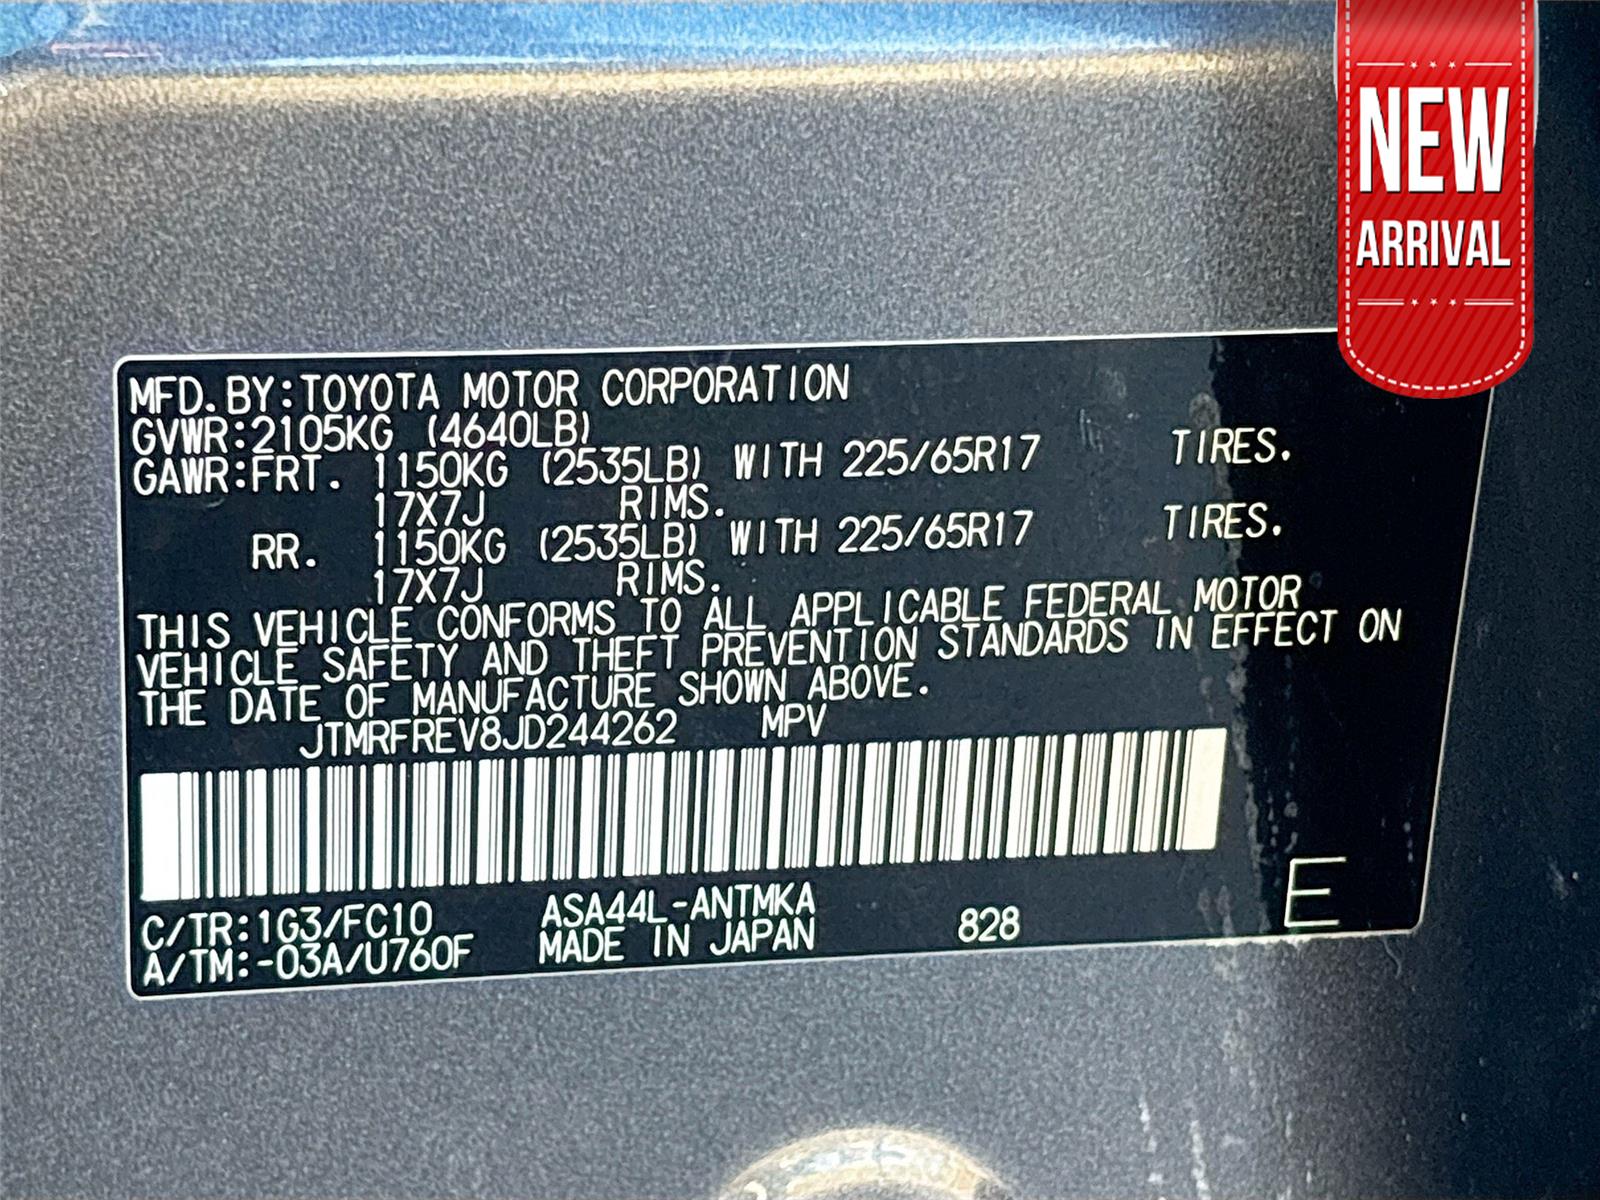 NEW
ARRIVAL
MFD.BY:TOYOTA MOTOR CORPORATION
GVWR:2105KG (4640LB)
GAWR:FRT. 1150KG (2535LB) WITH 225/65R17 TIRES.
17X7J RIMS.
RR. 1150KG (2535LB) WITH 225/65R17 TIRES.
17X7J RIMS.
THIS VEHICLE CONFORMS TO ALL APPLICABLE FEDERAL MOTOR
VEHICLE SAFETY AND THEFT PREVENTION STANDARDS IN EFFECT ON
THE DATE OF MANUFACTURE SHOWN ABOVE.
JTMRFREV8JD244262 MPV
C/TR:1G3/FC10 ASA44L-ANTMKA
A/TM:-03A/U760F MADE IN JAPAN 828 E